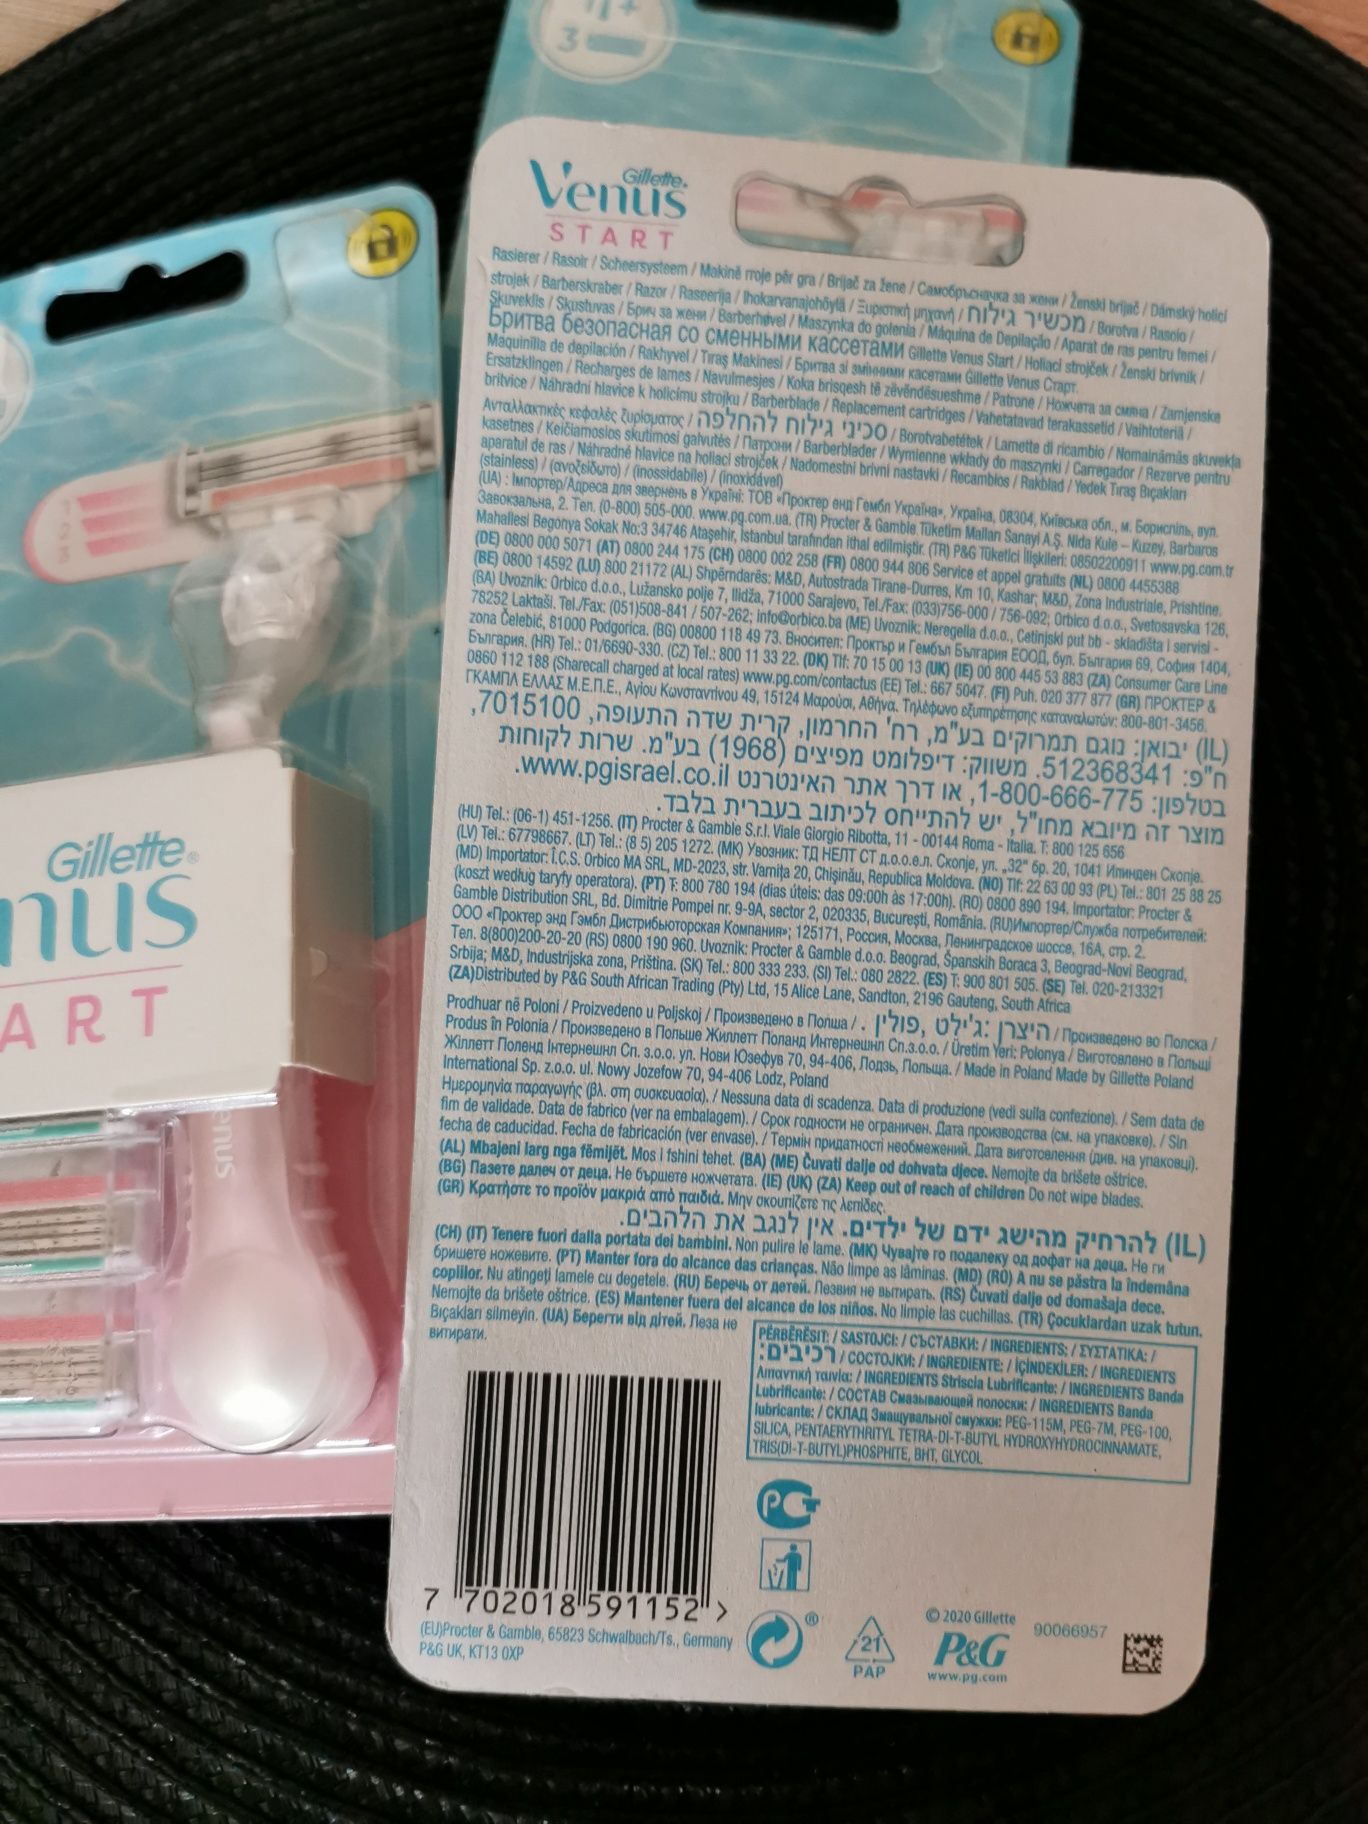 3
Gillette
Venus
START
Rasierer / Rasoir / Scheersysteem / Makinë rroje për gra / Brijač za žene / Самобръсначка за жени / Ženski brijač / Dámský holicí
strojek / Barberskraber / Razor / Raseerija / Ihokarvanajohöylä / Ξυριστική μηχανή / מכשיר גילוח / Borotva / Rasoio /
Skuveklis / Skustuvas / Брич за жени / Barberhøvel / Maszynka do golenia / Máquina de Depilação / Aparat de ras pentru femei /
Бритва безопасная со сменными кассетами Gillette Venus Start / Holiaci strojček / Ženski brivnik /
Maquinilla de depilación / Rakhyvel / Tıraş Makinesi / Бритва зі змінними касетами Gillette Venus Старт.
Ersatzklingen / Recharges de lames / Navulmesjes / Koka brisqesh të zëvëndësueshme / Patrone / Ножчета за смяна / Zamjenske
britvice / Náhradní hlavice k holicímu strojku / Barberblade / Replacement cartridges / Vahetatavad terakassetid / Vaihtoteriä /
Ανταλλακτικές κεφαλές ξυρίσματος / סכיני גילוח להחלפה / Borotvabetétek / Lamette di ricambio / Nomaināmās skuvekļa
kasetnes / Keičiamosios skutimosi galvutės / Патрони / Barberblader / Wymienne wkłady do maszynki / Carregador / Rezerve pentru
aparatul de ras / Náhradné hlavice na holiaci strojček / Nadomestni brivni nastavki / Recambios / Rakblad / Yedek Tıraş Bıçakları
(stainless) / (ανοξείδωτο) / (inossidabile) / (inoxidável)
(UA) : Імпортер/Адреса для звернень в Україні: ТОВ «Проктер енд Гембл Україна», Україна, 08304, Київська обл., м. Бориспіль, вул.
Завокзальна, 2. Тел. (0-800) 505-000. www.pg.com.ua. (TR) Procter & Gamble Tüketim Malları Sanayi A.Ş. Nida Kule – Kuzey, Barbaros
Mahallesi Begonya Sokak No:3 34746 Ataşehir, İstanbul tarafından ithal edilmiştir. (TR) P&G Tüketici İlişkileri: 08502200911 www.pg.com.tr
(DE) 0800 000 5071 (AT) 0800 244 175 (CH) 0800 002 258 (FR) 0800 944 806 Service et appel gratuits (NL) 0800 4455388
(BE) 0800 14592 (LU) 800 21172 (AL) Shpërndarës: M&D, Autostrada Tirane-Durres, Km 10, Kashar; M&D, Zona Industriale, Prishtine.
(BA) Uvoznik: Orbico d.o.o., Lužansko polje 7, Ilidža, 71000 Sarajevo, Tel./Fax: (033)756-000 / 756-092; Orbico d.o.o., Svetosavska 126,
78252 Laktaši. Tel./Fax: (051)508-841 / 507-262; info@orbico.ba (ME) Uvoznik: Neregelia d.o.o., Cetinjski put bb - skladišta i servisi -
zona Čelebić, 81000 Podgorica. (BG) 00800 118 49 73. Вносител: Проктър и Гембъл България ЕООД, бул. България 69, София 1404,
България. (HR) Tel.: 01/6690-330. (CZ) Tel.: 800 11 33 22. (DK) Tlf: 70 15 00 13 (UK) (IE) 00 800 445 53 883 (ZA) Consumer Care Line
0860 112 188 (Sharecall charged at local rates) www.pg.com/contactus (EE) Tel.: 667 5047. (FI) Puh. 020 377 877 (GR) ΠΡΟΚΤΕΡ &
ΓΚΑΜΠΛ ΕΛΛΑΣ Μ.Ε.Π.Ε., Αγίου Κωνσταντίνου 49, 15124 Μαρούσι, Αθήνα. Τηλέφωνο εξυπηρέτησης καταναλωτών: 800-801-3456.
(IL) יבואן: נוגם תמרוקים בע"מ, רח' החרמון, קרית שדה התעופה, 7015100,
ח"פ: 512368341. משווק: דיפלומט מפיצים (1968) בע"מ. שרות לקוחות
בטלפון: 1-800-666-775, או דרך אתר האינטרנט www.pgisrael.co.il.
מוצר זה מיובא מחו"ל, יש להתייחס לכיתוב בעברית בלבד.
(HU) Tel.: (06-1) 451-1256. (IT) Procter & Gamble S.r.l. Viale Giorgio Ribotta, 11 - 00144 Roma - Italia. T: 800 125 656
(LV) Tel.: 67798667. (LT) Tel.: (8 5) 205 1272. (MK) Увозник: ТД НЕЛТ СТ д.о.о.е.л. Скопје, ул. „32“ бр. 20, 1041 Илинден Скопје.
(MD) Importator: Î.C.S. Orbico MA SRL, MD-2023, str. Varnița 20, Chișinău, Republica Moldova. (NO) Tlf: 22 63 00 93 (PL) Tel.: 801 25 88 25
(koszt według taryfy operatora). (PT) T: 800 780 194 (dias úteis: das 09:00h às 17:00h). (RO) 0800 890 194. Importator: Procter &
Gamble Distribution SRL, Bd. Dimitrie Pompei nr. 9-9A, sector 2, 020335, București, România. (RU)Импортер/Служба потребителей:
ООО «Проктер энд Гэмбл Дистрибьюторская Компания»; 125171, Россия, Москва, Ленинградское шоссе, 16А, стр. 2.
Тел. 8(800)200-20-20 (RS) 0800 190 960. Uvoznik: Procter & Gamble d.o.o. Beograd, Španskih Boraca 3, Beograd-Novi Beograd,
Srbija; M&D, Industrijska zona, Priština. (SK) Tel.: 800 333 233. (SI) Tel.: 080 2822. (ES) T: 900 801 505. (SE) Tel. 020-213321
(ZA)Distributed by P&G South African Trading (Pty) Ltd, 15 Alice Lane, Sandton, 2196 Gauteng, South Africa
Prodhuar në Poloni / Proizvedeno u Poljskoj / Произведено в Полша / היצרן: ג'ילט, פולין. / Произведено во Полска /
Produs în Polonia / Произведено в Польше Жиллетт Поланд Интернешнл Сп.з.о.о. / Üretim Yeri: Polonya / Виготовлено в Польщі
Жіллетт Поленд Інтернешнл Сп. з.о.о. ул. Нови Юзефув 70, 94-406, Лодзь, Польща. / Made in Poland Made by Gillette Poland
International Sp. z.o.o. ul. Nowy Jozefow 70, 94-406 Lodz, Poland
Ημερομηνία παραγωγής (βλ. στη συσκευασία). / Nessuna data di scadenza. Data di produzione (vedi sulla confezione). / Sem data de
fim de validade. Data de fabrico (ver na embalagem). / Срок годности не ограничен. Дата производства (см. на упаковке). / Sin
fecha de caducidad. Fecha de fabricación (ver envase). / Термін придатності необмежений. Дата виготовлення (див. на упаковці).
(AL) Mbajeni larg nga fëmijët. Mos i fshini tehet. (BA) (ME) Čuvati dalje od dohvata djece. Nemojte da brišete oštrice.
(BG) Пазете далеч от деца. Не бършете ножчетата. (IE) (UK) (ZA) Keep out of reach of children Do not wipe blades.
(GR) Κρατήστε το προϊόν μακριά από παιδιά. Μην σκουπίζετε τις λεπίδες.
(IL) להרחיק מהישג ידם של ילדים. אין לנגב את הלהבים.
(CH) (IT) Tenere fuori dalla portata dei bambini. Non pulire le lame. (MK) Чувајте го подалеку од дофат на деца. Не ги
бришете ножевите. (PT) Manter fora do alcance das crianças. Não limpe as lâminas. (MD) (RO) A nu se păstra la îndemâna
copiilor. Nu atingeți lamele cu degetele. (RU) Беречь от детей. Лезвия не вытирать. (RS) Čuvati dalje od domašaja dece.
Nemojte da brišete oštrice. (ES) Mantener fuera del alcance de los niños. No limpie las cuchillas. (TR) Çocuklardan uzak tutun.
Bıçakları silmeyin. (UA) Берегти від дітей. Леза не
витирати.
PËRBËRËSIT: / SASTOJCI: / СЪСТАВКИ: / INGREDIENTS: / ΣΥΣΤΑΤΙΚΑ: /
רכיבים: / СОСТОЈКИ: / INGREDIENTE: / İÇİNDEKİLER: / INGREDIENTS
Λιπαντική ταινία: / INGREDIENTS Striscia Lubrificante: / INGREDIENTS Banda
Lubrificante: / СОСТАВ Смазывающей полоски: / INGREDIENTS Banda
lubricante: / СКЛАД Змащувальної смужки: PEG-115M, PEG-7M, PEG-100,
SILICA, PENTAERYTHRITYL TETRA-DI-T-BUTYL HYDROXYHYDROCINNAMATE,
TRIS(DI-T-BUTYL)PHOSPHITE, BHT, GLYCOL
7 702018 591152 >
(EU)Procter & Gamble, 65823 Schwalbach/Ts., Germany
P&G UK, KT13 0XP
21
PAP
© 2020 Gillette
P&G
www.pg.com
90066957
Gillette
enus
ART
enus